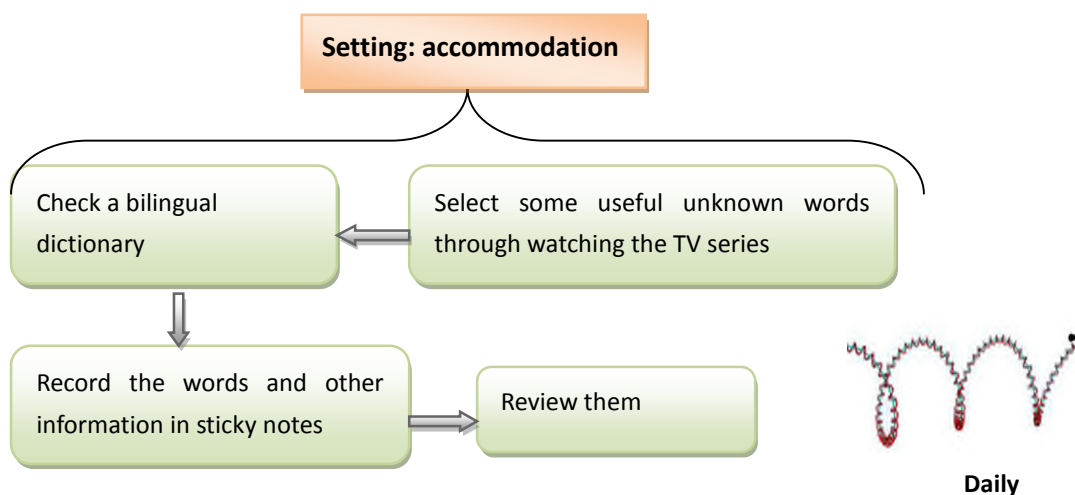 Setting: accommodation
Check a bilingual
dictionary
Select some useful unknown words
through watching the TV series
Record the words and other
information in sticky notes
Review them
Daily